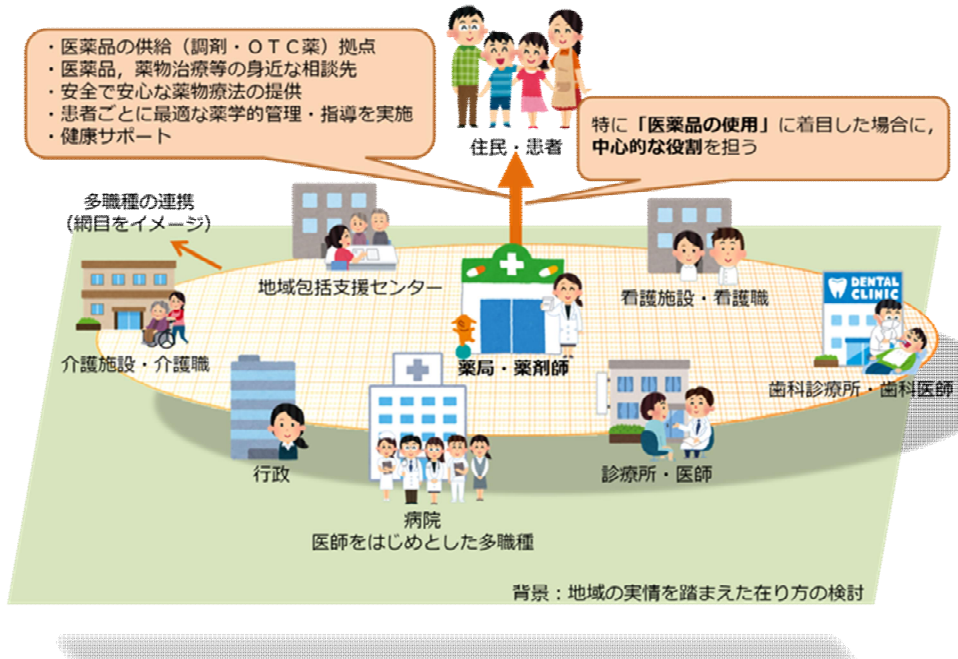 ・医薬品の供給（調剤・ＯＴＣ薬）拠点
・医薬品，薬物治療等の身近な相談先
・安全で安心な薬物療法の提供
・患者ごとに最適な薬学的管理・指導を実施
・健康サポート
住民・患者
特に「医薬品の使用」に着目した場合に，
中心的な役割を担う
多職種の連携
（網目をイメージ）
地域包括支援センター
看護施設・看護職
DENTAL
CLINIC
介護施設・介護職
薬局・薬剤師
歯科診療所・歯科医師
行政
診療所・医師
病院
医師をはじめとした多職種
背景：地域の実情を踏まえた在り方の検討